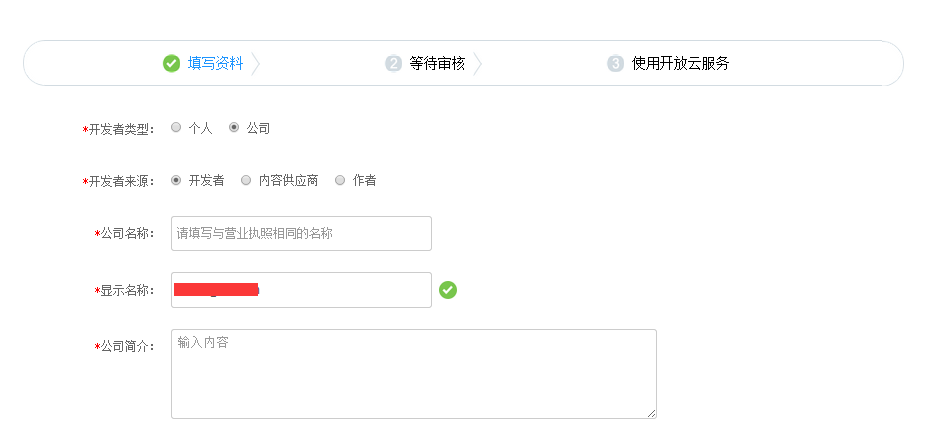 填写资料 2 等待审核 3 使用开放云服务
*开发者类型: 个人 公司
*开发者来源: 开发者 内容供应商 作者
*公司名称: 请填写与营业执照相同的名称
*显示名称:
*公司简介: 输入内容